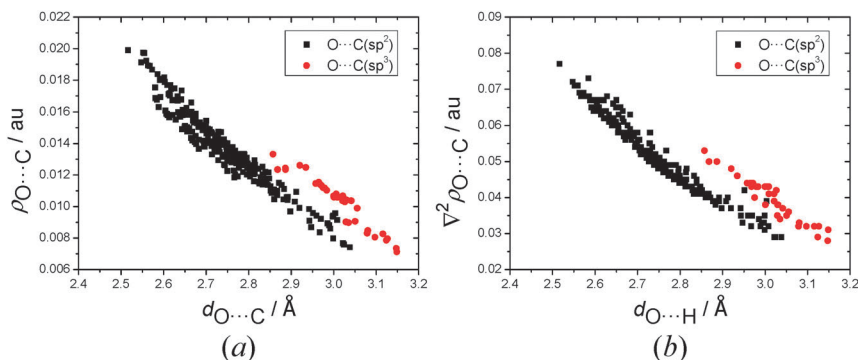 0.022
0.020
0.018
0.016
0.014
0.012
0.010
0.008
0.006
ρO···C / au
O···C(sp²)
O···C(sp³)
2.4 2.5 2.6 2.7 2.8 2.9 3.0 3.1 3.2
dO···C / Å
(a)
0.09
0.08
0.07
0.06
0.05
0.04
0.03
0.02
∇²ρO···C / au
O···C(sp²)
O···C(sp³)
2.4 2.5 2.6 2.7 2.8 2.9 3.0 3.1 3.2
dO···H / Å
(b)